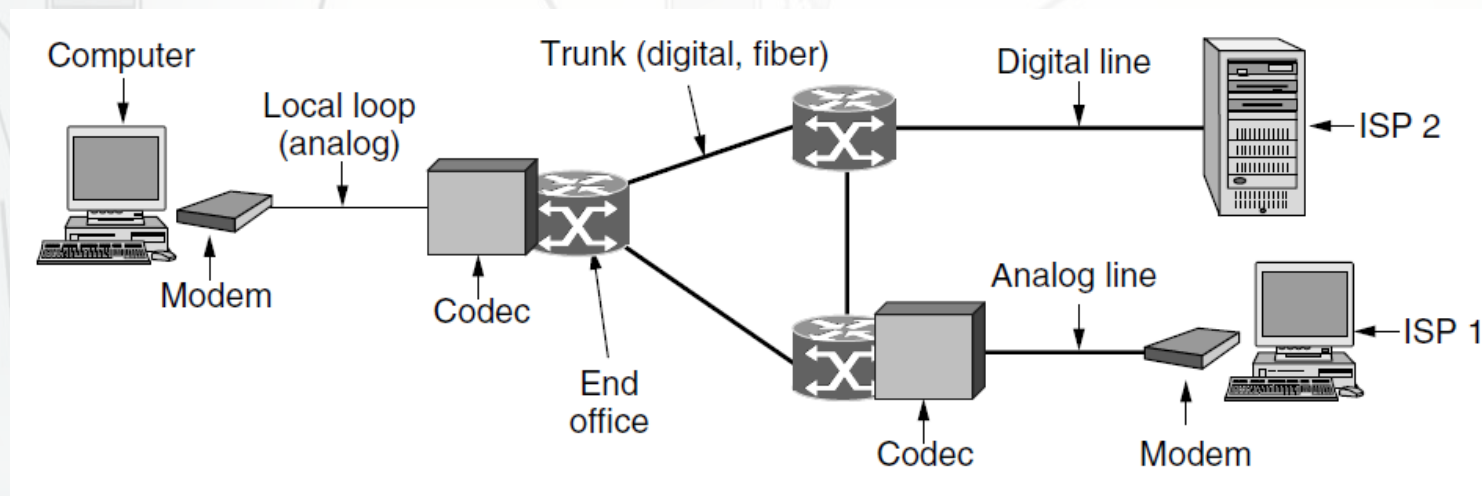 Computer
Trunk (digital, fiber)
Digital line
Local loop
(analog)
ISP 2
Modem
Codec
Analog line
ISP 1
End
office
Codec
Modem